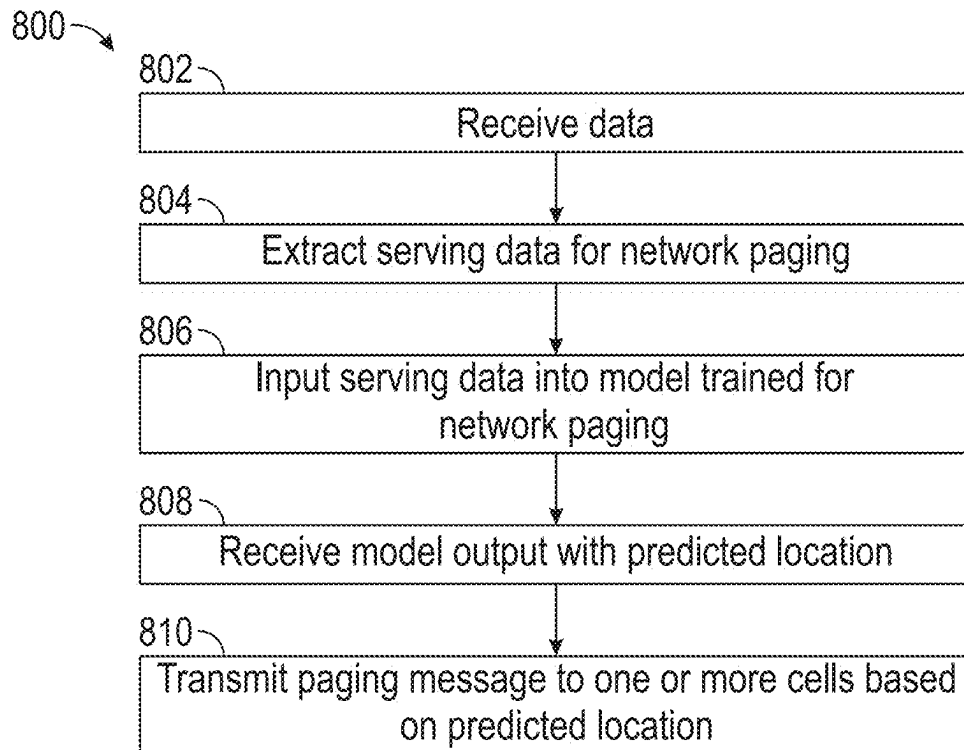 800
802
Receive data
804
Extract serving data for network paging
806
Input serving data into model trained for
network paging
808
Receive model output with predicted location
810
Transmit paging message to one or more cells based
on predicted location